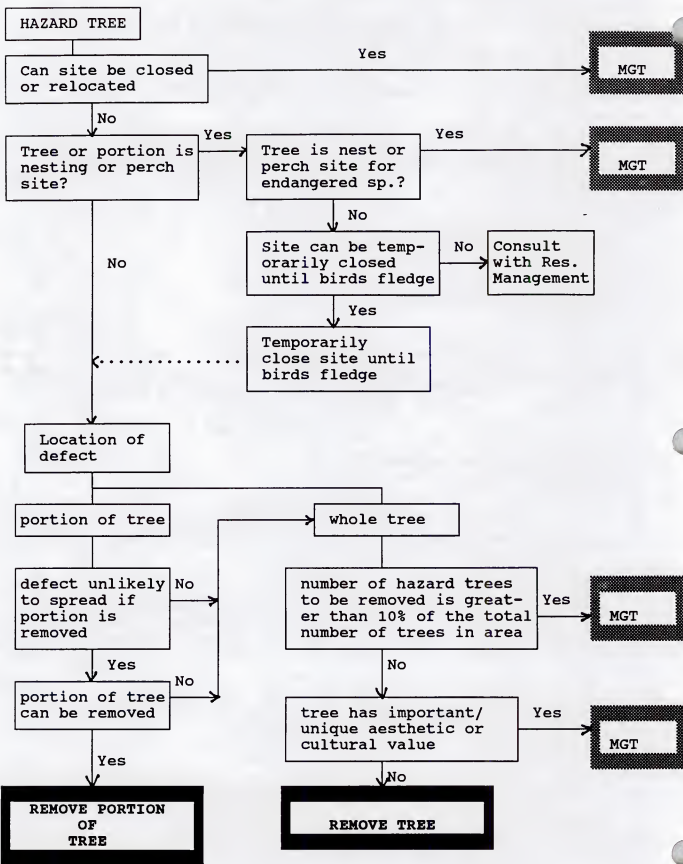 HAZARD TREE
Yes
Can site be closed
or relocated
MGT
No
Tree or portion is
nesting or perch
site?
Yes
Tree is nest or
perch site for
endangered sp.?
Yes
MGT
No
Site can be temp-
orarily closed
until birds fledge
No
Consult
with Res.
Management
No
Yes
Temporarily
close site until
birds fledge
Location of
defect
portion of tree
whole tree
defect unlikely
to spread if
portion is
removed
No
number of hazard trees
to be removed is great-
er than 10% of the total
number of trees in area
Yes
MGT
Yes
No
portion of tree
can be removed
No
tree has important/
unique aesthetic or
cultural value
Yes
MGT
Yes
No
REMOVE PORTION
OF
TREE
REMOVE TREE